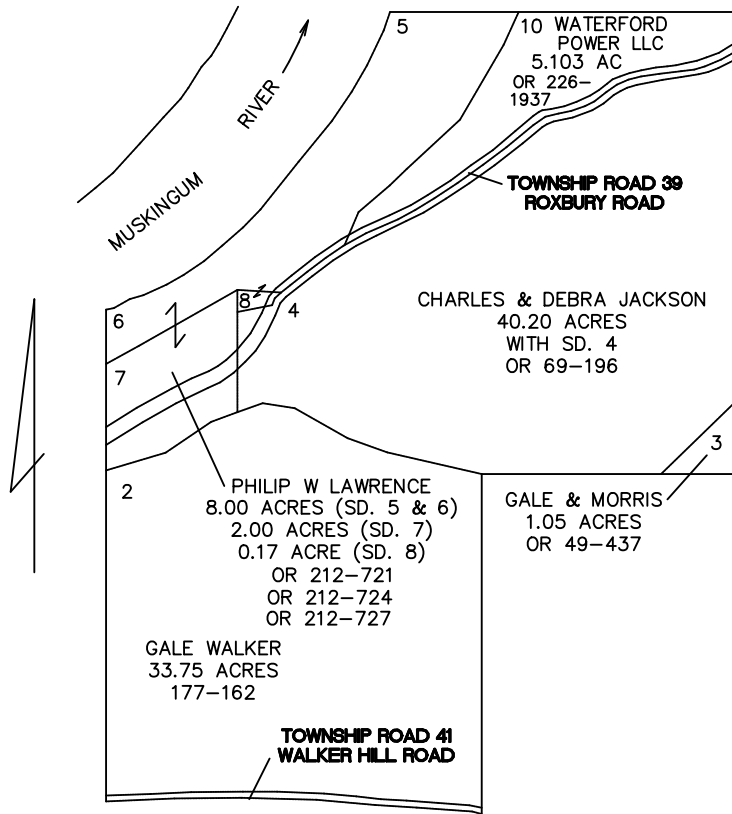 5
10 WATERFORD
POWER LLC
5.103 AC
OR 226-
1937
RIVER
MUSKINGUM
TOWNSHIP ROAD 39
ROXBURY ROAD
8
4
6
7
CHARLES & DEBRA JACKSON
40.20 ACRES
WITH SD. 4
OR 69-196
3
2
PHILIP W LAWRENCE
8.00 ACRES (SD. 5 & 6)
2.00 ACRES (SD. 7)
0.17 ACRE (SD. 8)
OR 212-721
OR 212-724
OR 212-727
GALE & MORRIS
1.05 ACRES
OR 49-437
GALE WALKER
33.75 ACRES
177-162
TOWNSHIP ROAD 41
WALKER HILL ROAD